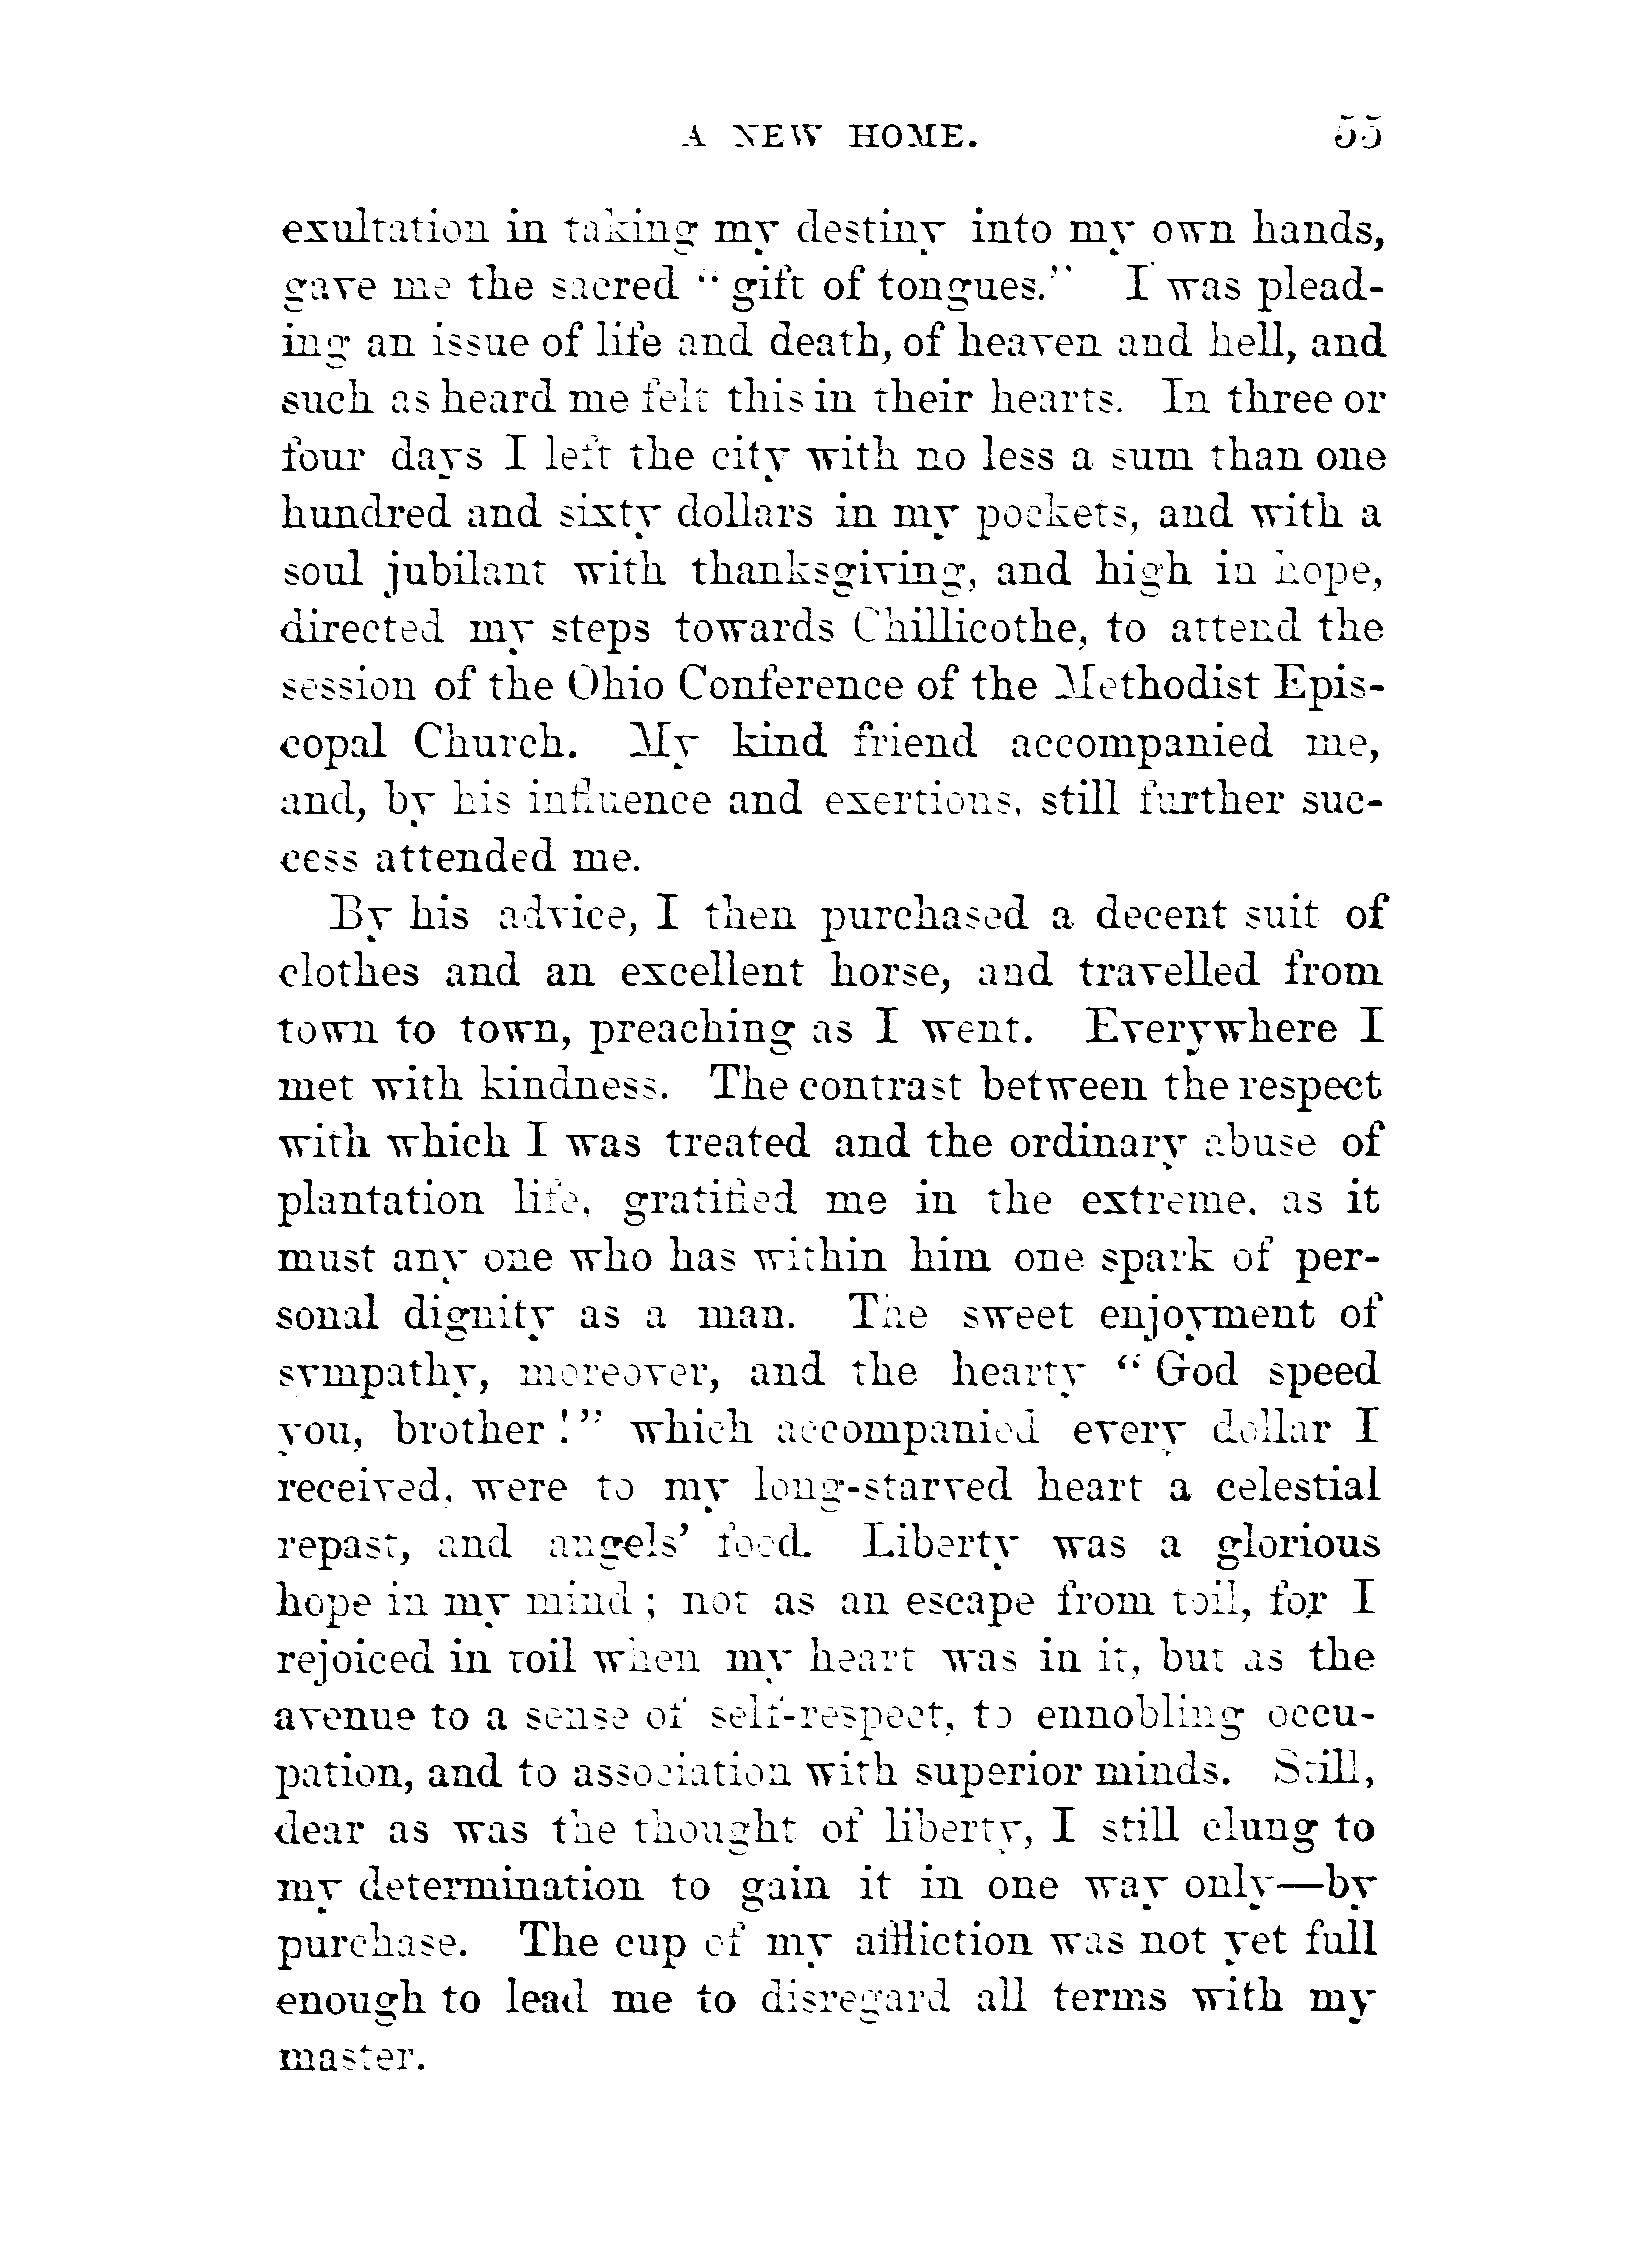 A NEW HOME. 55
exultation in taking my destiny into my own hands,
gave me the sacred “gift of tongues.” I was plead-
ing an issue of life and death, of heaven and hell, and
such as heard me felt this in their hearts. In three or
four days I left the city with no less a sum than one
hundred and sixty dollars in my pockets, and with a
soul jubilant with thanksgiving, and high in hope,
directed my steps towards Chillicothe, to attend the
session of the Ohio Conference of the Methodist Epis-
copal Church. My kind friend accompanied me,
and, by his influence and exertions, still further suc-
cess attended me.
By his advice, I then purchased a decent suit of
clothes and an excellent horse, and travelled from
town to town, preaching as I went. Everywhere I
met with kindness. The contrast between the respect
with which I was treated and the ordinary abuse of
plantation life, gratified me in the extreme, as it
must any one who has within him one spark of per-
sonal dignity as a man. The sweet enjoyment of
sympathy, moreover, and the hearty “God speed
you, brother!” which accompanied every dollar I
received, were to my long-starved heart a celestial
repast, and angels’ food. Liberty was a glorious
hope in my mind; not as an escape from toil, for I
rejoiced in toil when my heart was in it, but as the
avenue to a sense of self-respect, to ennobling occu-
pation, and to association with superior minds. Still,
dear as was the thought of liberty, I still clung to
my determination to gain it in one way only—by
purchase. The cup of my affliction was not yet full
enough to lead me to disregard all terms with my
master.